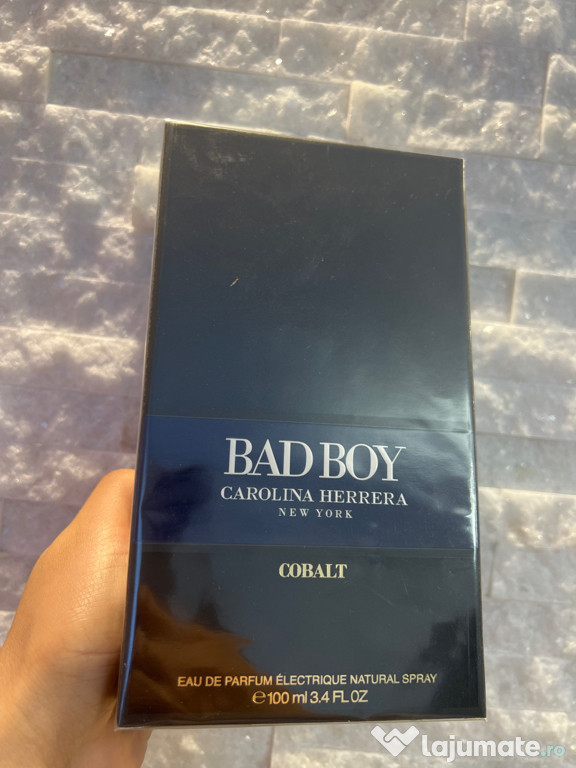 BAD BOY
CAROLINA HERRERA
NEW YORK
COBALT
EAU DE PARFUM ÉLECTRIQUE NATURAL SPRAY
℮100 ml 3.4 FL OZ
lajumate.ro